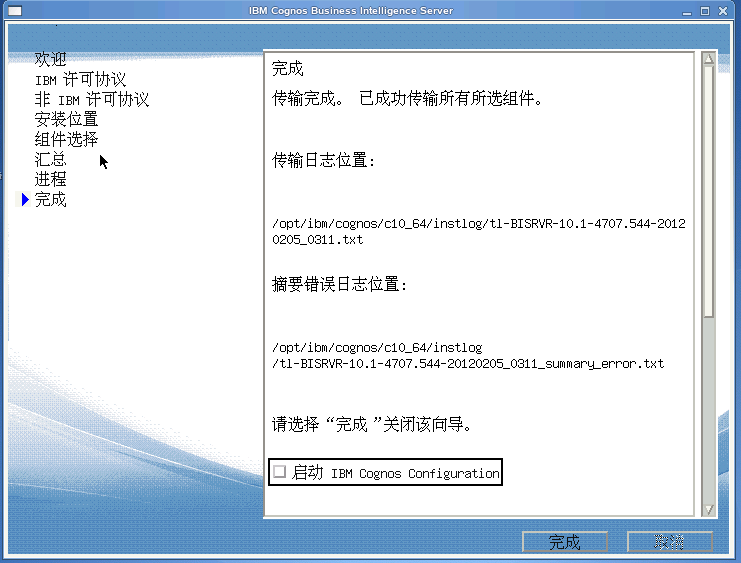 IBM Cognos Business Intelligence Server
欢迎
IBM 许可协议
非 IBM 许可协议
安装位置
组件选择
汇总
进程
完成
完成
传输完成。 已成功传输所有所选组件。
传输日志位置:
/opt/ibm/cognos/c10_64/instlog/tl-BISRVR-10.1-4707.544-2012
0205_0311.txt
摘要错误日志位置:
/opt/ibm/cognos/c10_64/instlog
/tl-BISRVR-10.1-4707.544-20120205_0311_summary_error.txt
请选择“完成 ”关闭该向导。
启动 IBM Cognos Configuration
完成
取消